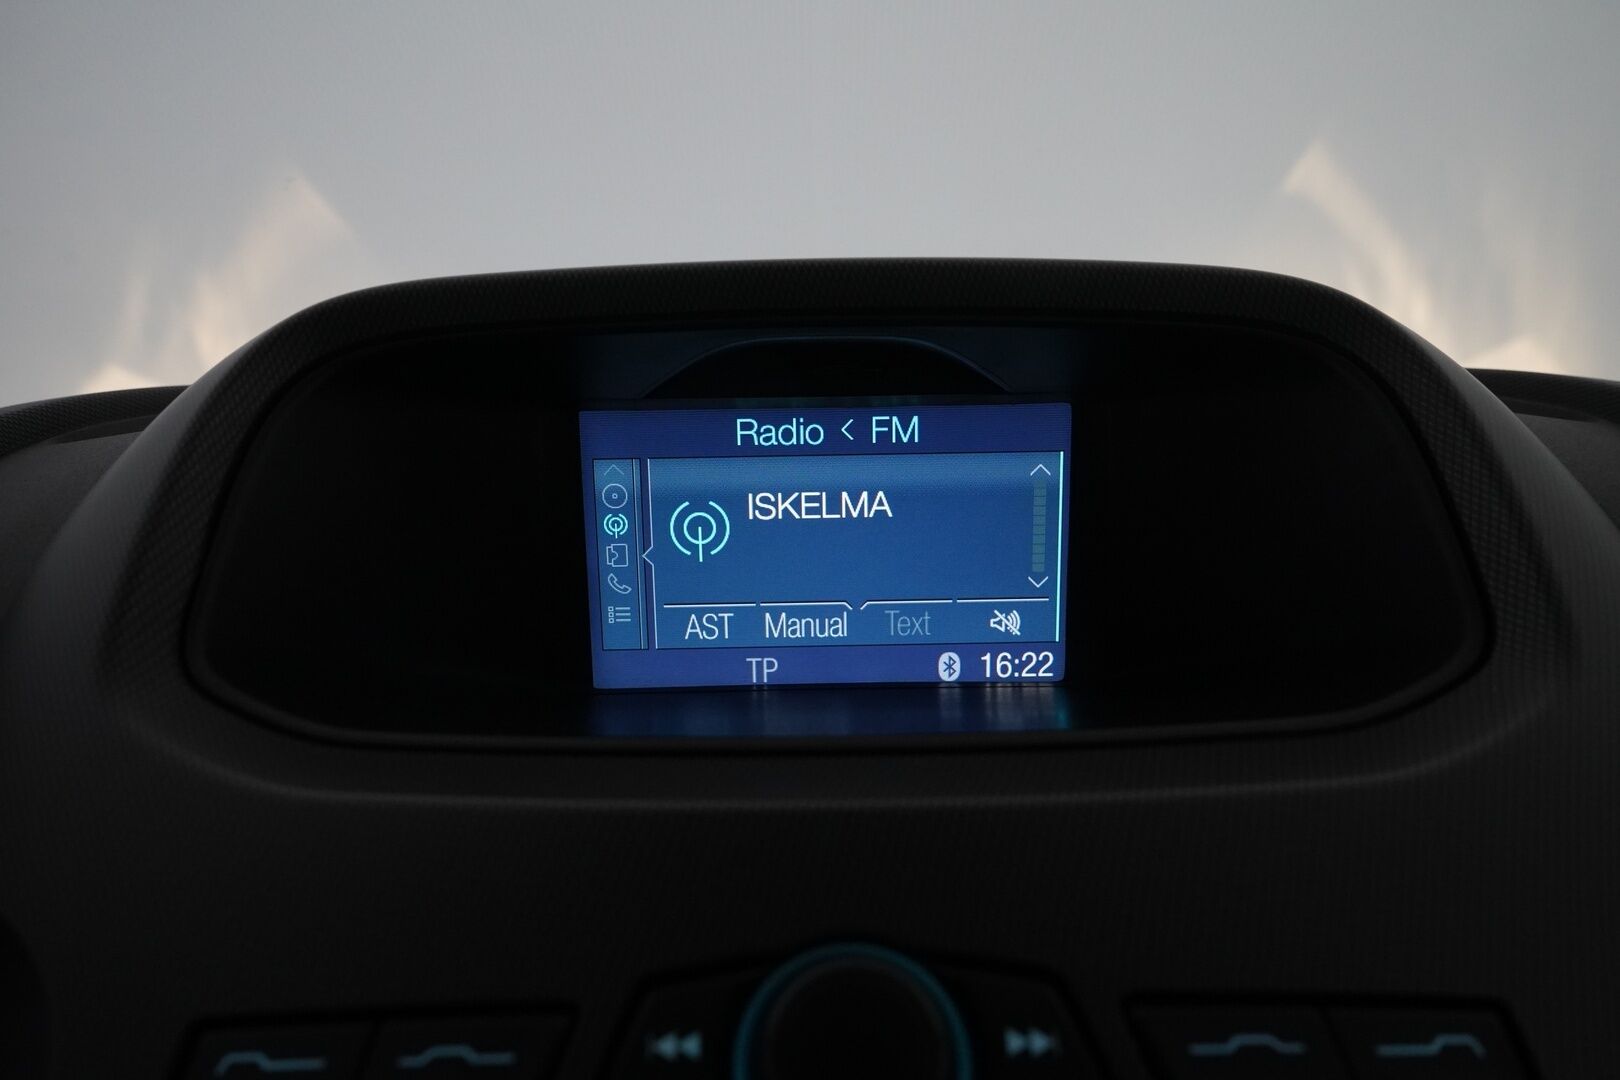 Radio < FM
ISKELMA
AST Manual Text
TP 16:22